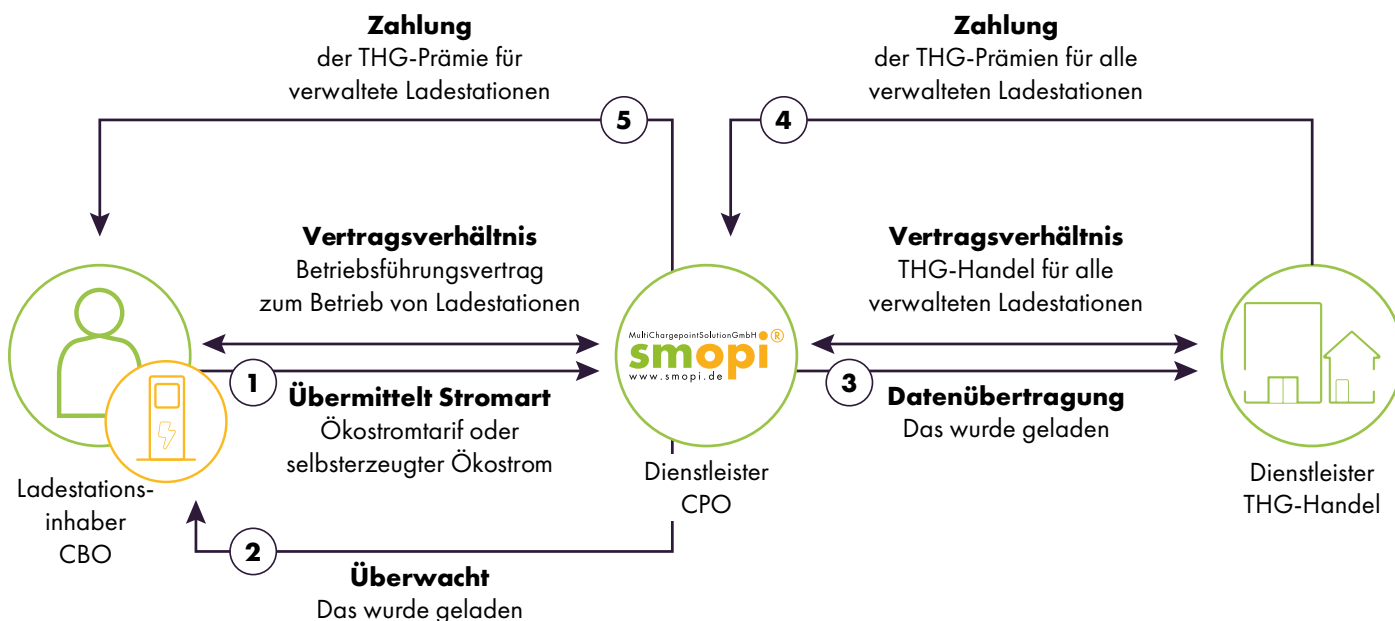 Zahlung
der THG-Prämie für
verwaltete Ladestationen
Zahlung
der THG-Prämien für alle
verwalteten Ladestationen
5
4
Vertragsverhältnis
Betriebsführungsvertrag
zum Betrieb von Ladestationen
Vertragsverhältnis
THG-Handel für alle
verwalteten Ladestationen
MultiChargepointSolutionGmbH
smopi®
www.smopi.de
1
Übermittelt Stromart
Ökostromtarif oder
selbsterzeugter Ökostrom
3
Datenübertragung
Das wurde geladen
Ladestations-
inhaber
CBO
Dienstleister
CPO
Dienstleister
THG-Handel
2
Überwacht
Das wurde geladen